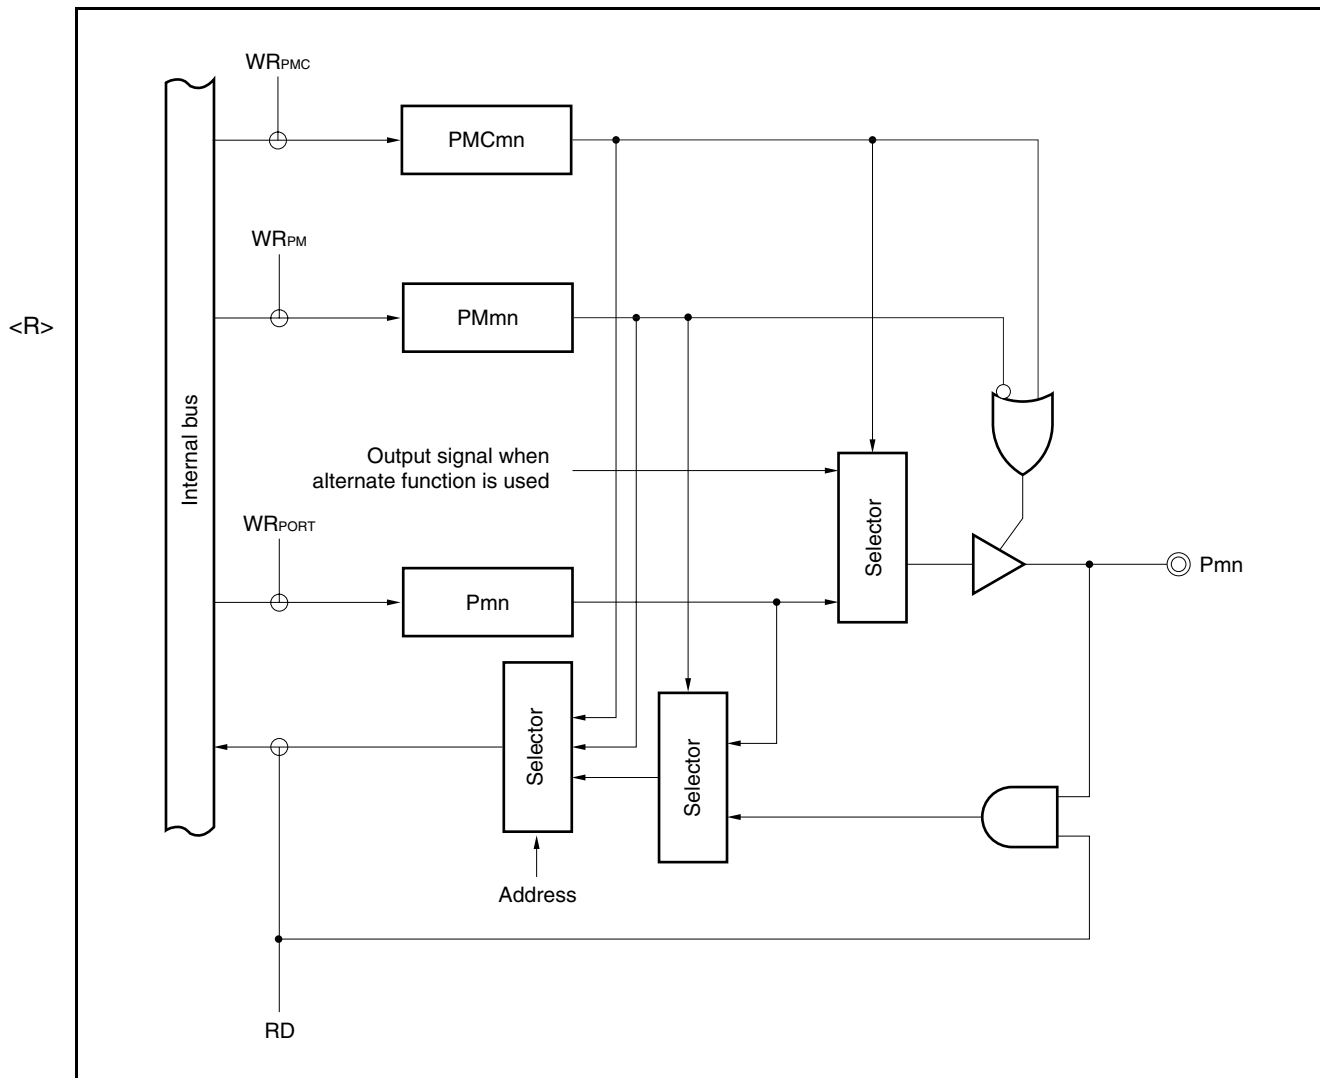 WRPMC
PMCmn
WRPM
PMmn
<R>
Internal bus
Output signal when
alternate function is used
Selector
WRPORT
Pmn
Pmn
Selector
Selector
Address
RD